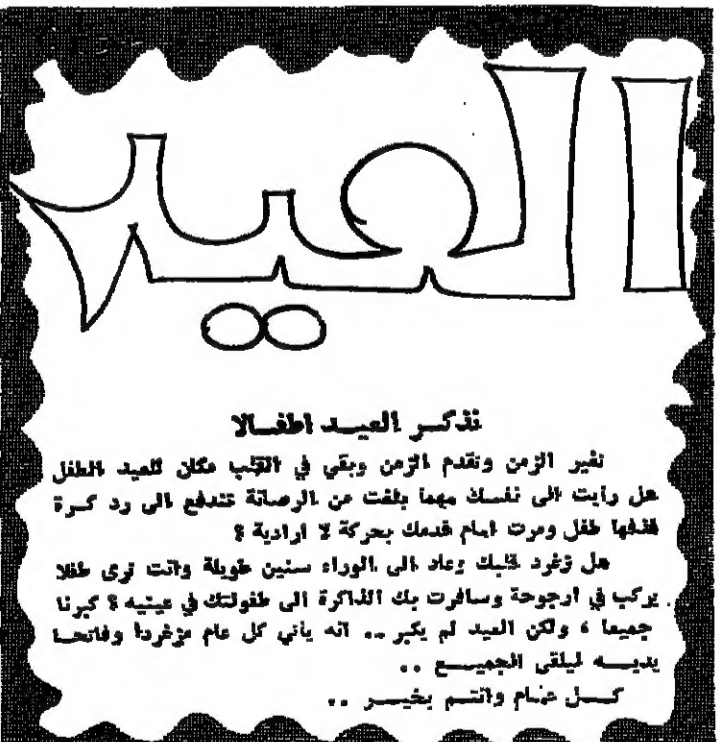 العيد
نذكر العيد اطفالا
تغير الزمن وتقدم الزمن وبقي في القلب مكان للعيد الطفل
هل رايت الى نفسك مهما بلغت من الرصانة تندفع الى رد كرة
قذفها طفل ومرت امام قدمك بحركة لا ارادية ؟
هل زغرد قلبك وعاد الى الوراء سنين طويلة وانت ترى طفلا
يركب في ارجوحة وسافرت بك الذاكرة الى طفولتك في عينيه ؟ كبرنا
جميعا ، ولكن العيد لم يكبر .. انه يأتي كل عام مزغردا وفاتحا
يديه ليلقى الجميع ..
كل عام وانتم بخير ..